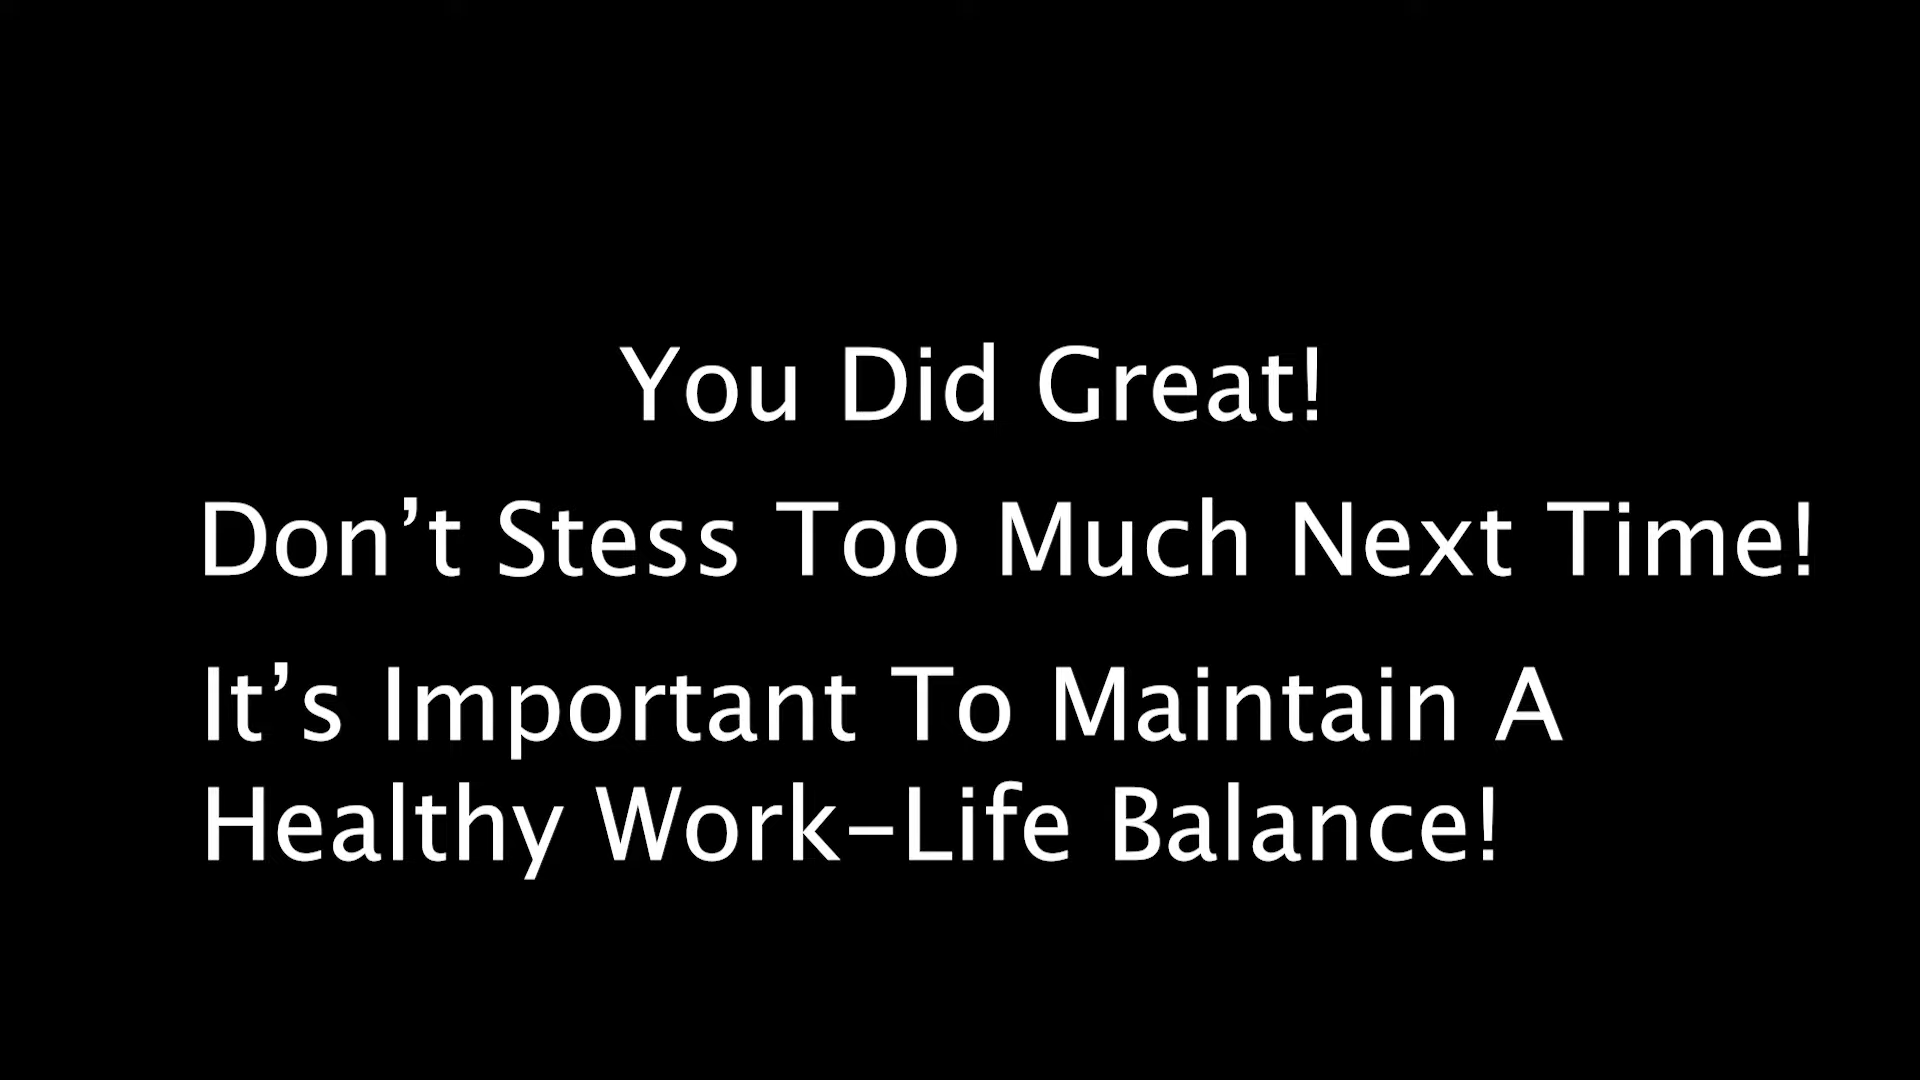 You Did Great!
Don’t Stess Too Much Next Time!
It’s Important To Maintain A
Healthy Work-Life Balance!